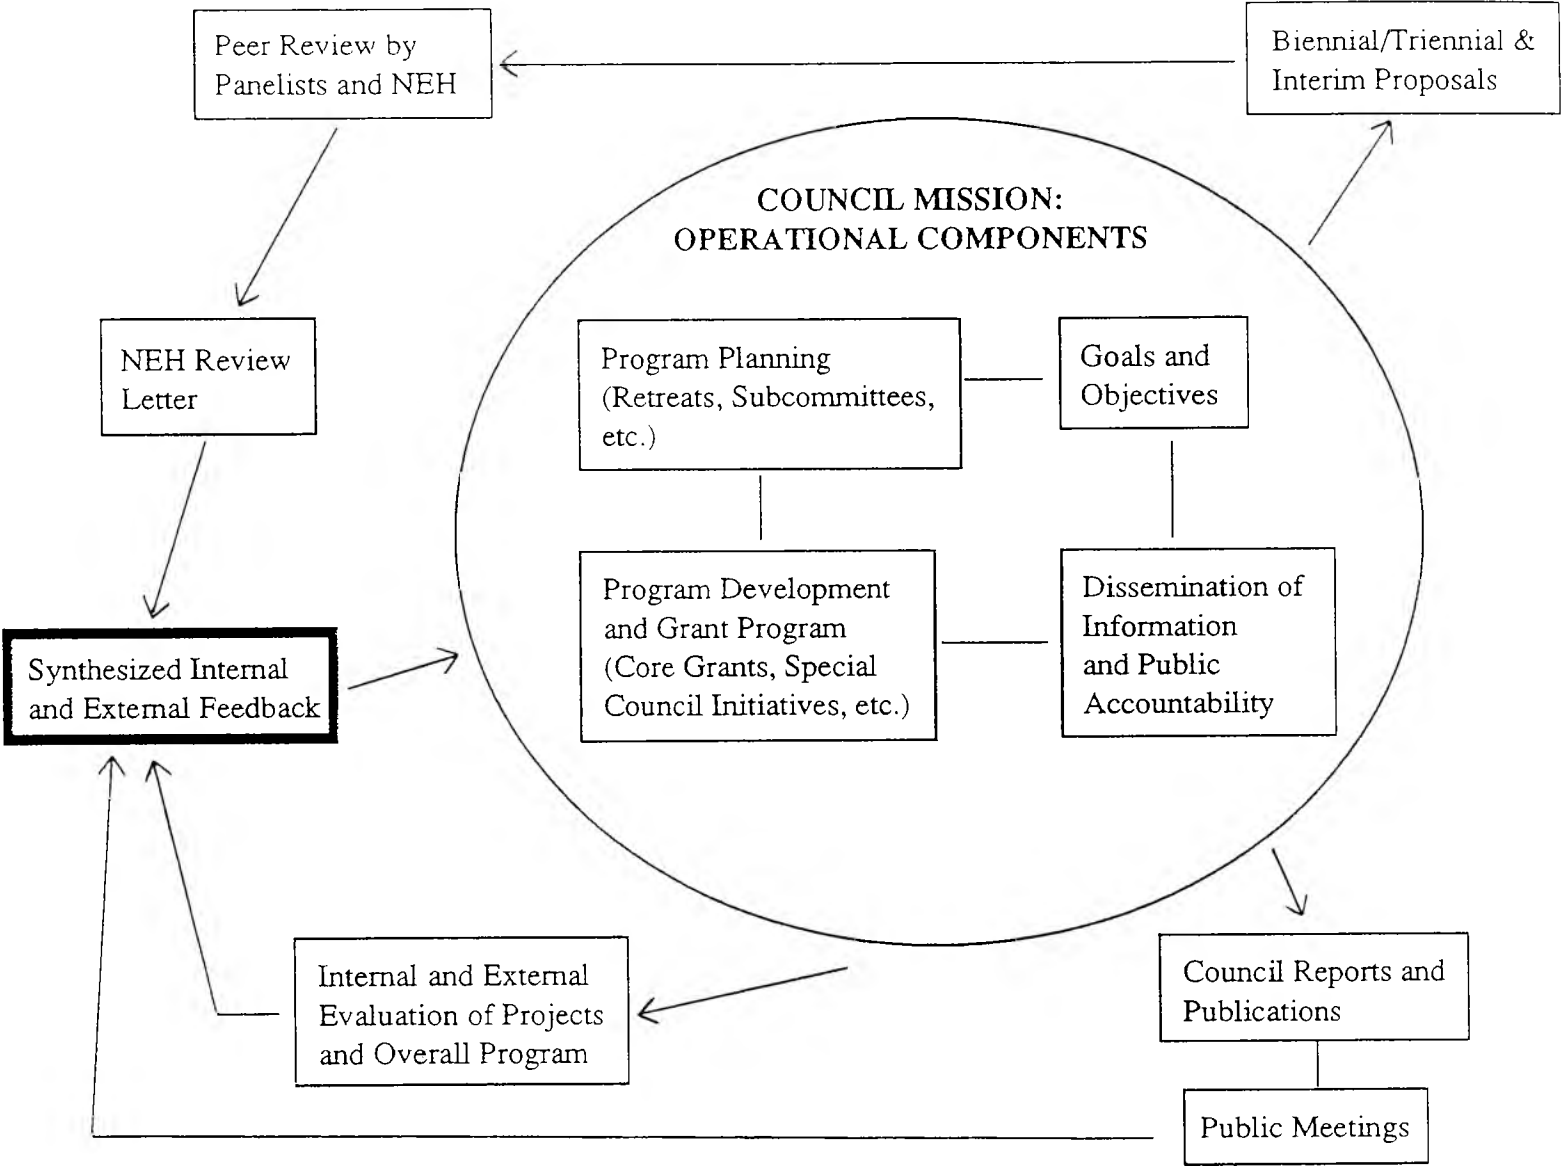 Peer Review by
Panelists and NEH
Biennial/Triennial &
Interim Proposals
COUNCIL MISSION:
OPERATIONAL COMPONENTS
NEH Review
Letter
Program Planning
(Retreats, Subcommittees,
etc.)
Goals and
Objectives
Program Development
and Grant Program
(Core Grants, Special
Council Initiatives, etc.)
Dissemination of
Information
and Public
Accountability
Synthesized Internal
and External Feedback
Internal and External
Evaluation of Projects
and Overall Program
Council Reports and
Publications
Public Meetings